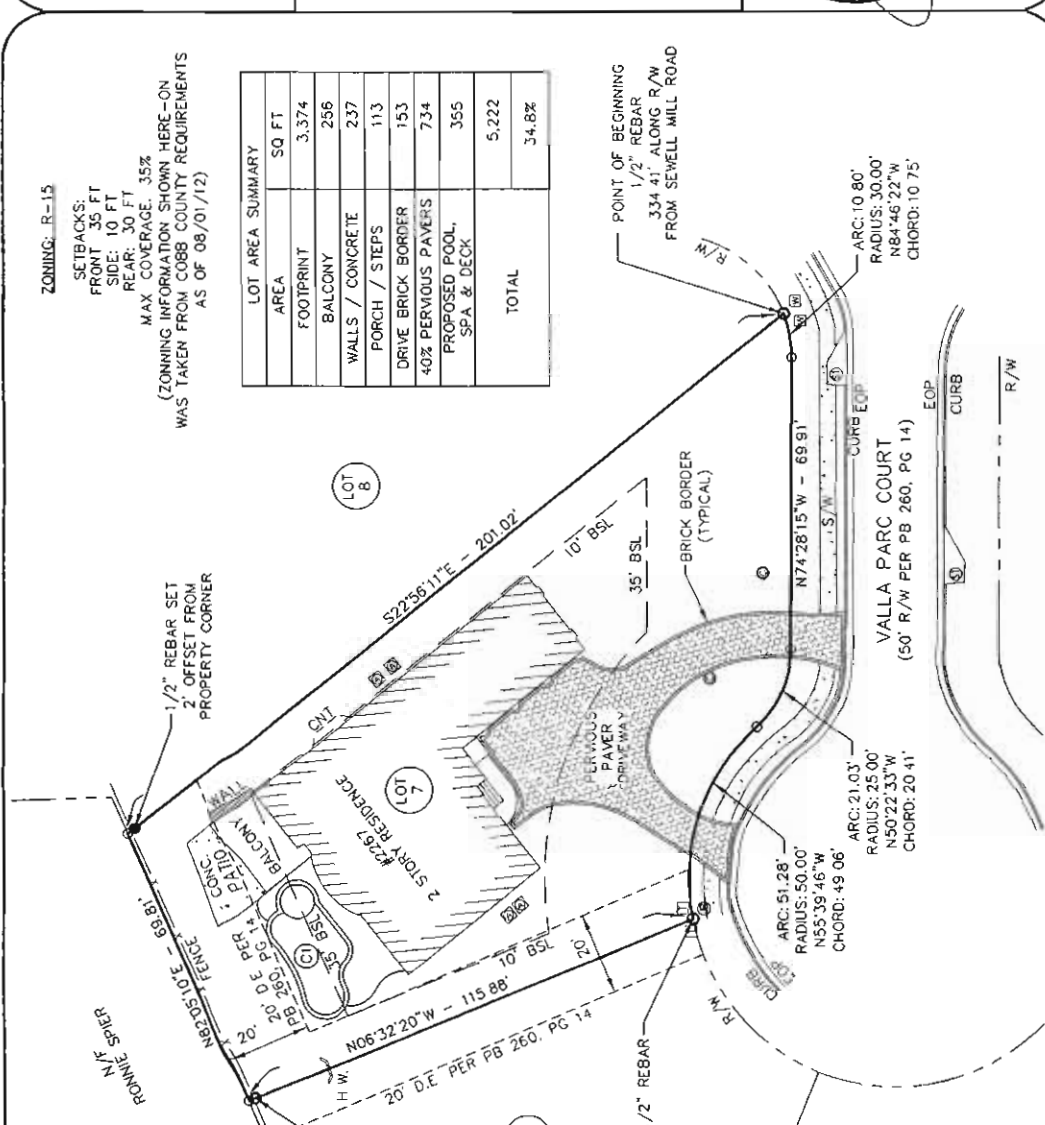 ZONING: R-15
SETBACKS:
FRONT 35 FT
SIDE: 10 FT
REAR: 30 FT
MAX COVERAGE. 35%
(ZONNING INFORMATION SHOWN HERE-ON
WAS TAKEN FROM COBB COUNTY REQUIREMENTS
AS OF 08/01/12)
LOT AREA SUMMARY
AREA SQ FT
FOOTPRINT 3,374
BALCONY 256
WALLS / CONCRETE 237
PORCH / STEPS 113
DRIVE BRICK BORDER 153
40% PERVIOUS PAVERS 734
PROPOSED POOL, 355
SPA & DECK
TOTAL 5,222
34.8%
POINT OF BEGINNING
1/2" REBAR
334 41' ALONG R/W
FROM SEWELL MILL ROAD
R/W
ARC: 10 80'
RADIUS: 30.00'
N84°46'22"W
CHORD: 10 75'
LOT
8
1/2" REBAR SET
2' OFFSET FROM
PROPERTY CORNER
S22°56'11"E - 201.02'
10' BSL
35' BSL
BRICK BORDER
(TYPICAL)
N74°28'15"W - 69.91'
S/W
CURB
EOP
VALLA PARC COURT
(50' R/W PER PB 260, PG 14)
EOP
CURB
R/W
CNT
WALL
CONC.
PATIO
BALCONY
LOT
7
#2267
2 STORY RESIDENCE
PERVIOUS
PAVER
DRIVEWAY
C1
35' BSL
N/F
RONNIE SPIER
N82°05'10"E - 69.81'
FENCE
20'
20' D.E PER
PB 260, PG 14
10' BSL
20'
N06°32'20"W - 115 88'
20' D.E PER PB 260, PG 14
H W.
/2" REBAR
R/W
CURB
EOP
ARC: 51.28'
RADIUS: 50.00'
N55°39'46"W
CHORD: 49 06'
ARC: 21.03'
RADIUS: 25 00'
N50°22'33"W
CHORD: 20 41'